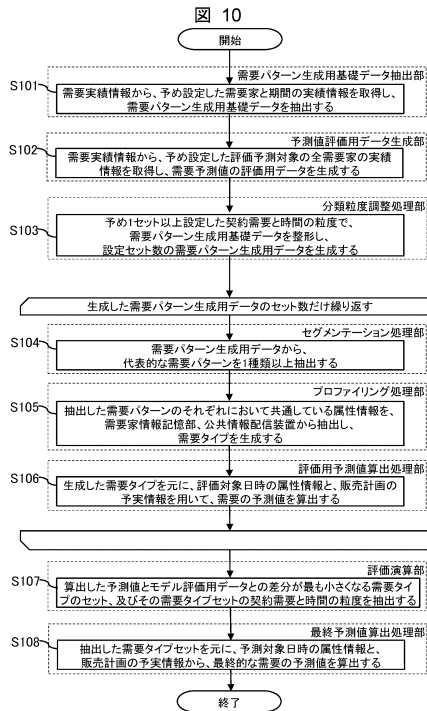 図 10
開始
需要パターン生成用基礎データ抽出部
S101
需要実績情報から、予め設定した需要家と期間の実績情報を取得し、
需要パターン生成用基礎データを抽出する
予測値評価用データ生成部
S102
需要実績情報から、予め設定した評価予測対象の全需要家の実績
情報を取得し、需要予測値の評価用データを生成する
分類粒度調整処理部
S103
予め1セット以上設定した契約需要と時間の粒度で、
需要パターン生成用基礎データを整形し、
設定セット数の需要パターン生成用データを生成する
生成した需要パターン生成用データのセット数だけ繰り返す
セグメンテーション処理部
S104
需要パターン生成用データから、
代表的な需要パターンを1種類以上抽出する
プロファイリング処理部
S105
抽出した需要パターンのそれぞれにおいて共通している属性情報を、
需要家情報記憶部、公共情報配信装置から抽出し、
需要タイプを生成する
評価用予測値算出処理部
S106
生成した需要タイプを元に、評価対象日時の属性情報と、販売計画の
予実情報を用いて、需要の予測値を算出する
評価演算部
S107
算出した予測値とモデル評価用データとの差分が最も小さくなる需要タイ
プのセット、及びその需要タイプセットの契約需要と時間の粒度を抽出する
最終予測値算出処理部
S108
抽出した需要タイプセットを元に、予測対象日時の属性情報と、
販売計画の予実情報から、最終的な需要の予測値を算出する
終了